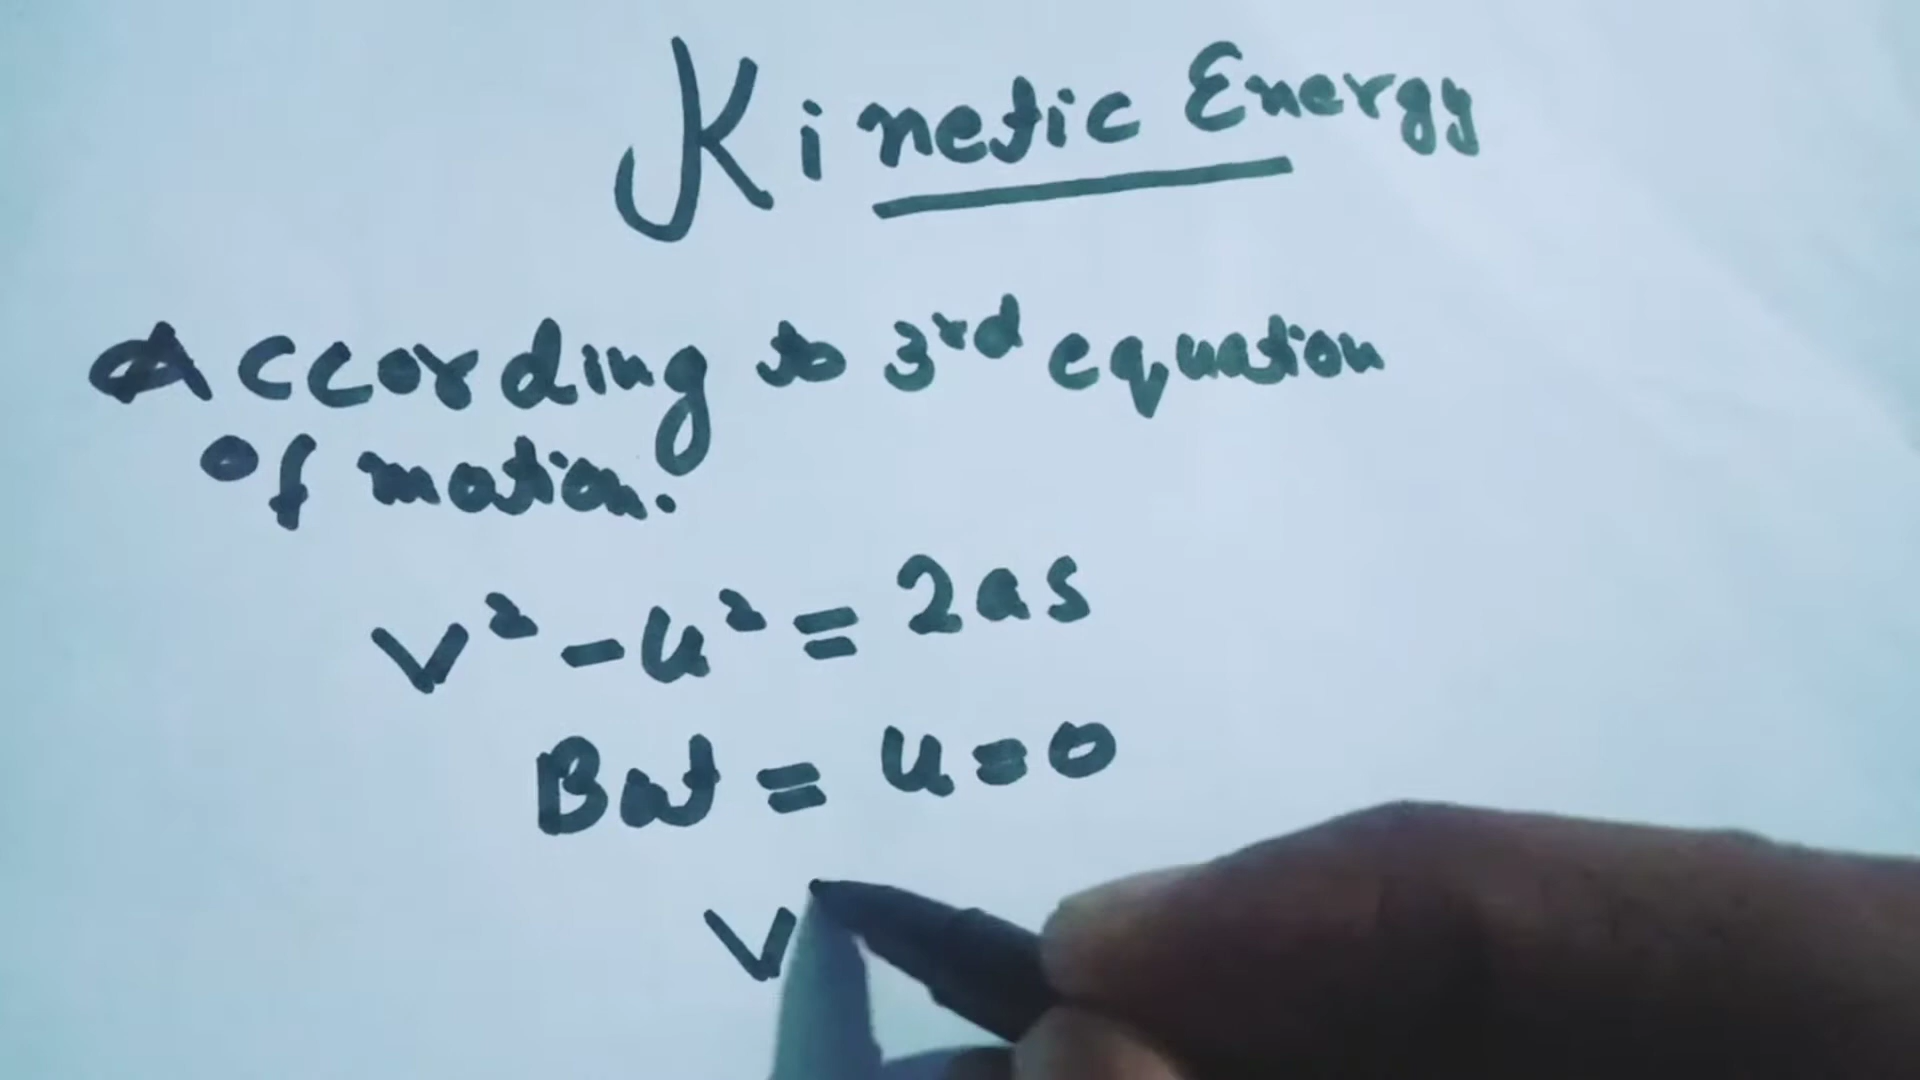 Kinetic Energy
According to 3rd equation
of motion.
v² - u² = 2as
But = u=0
v